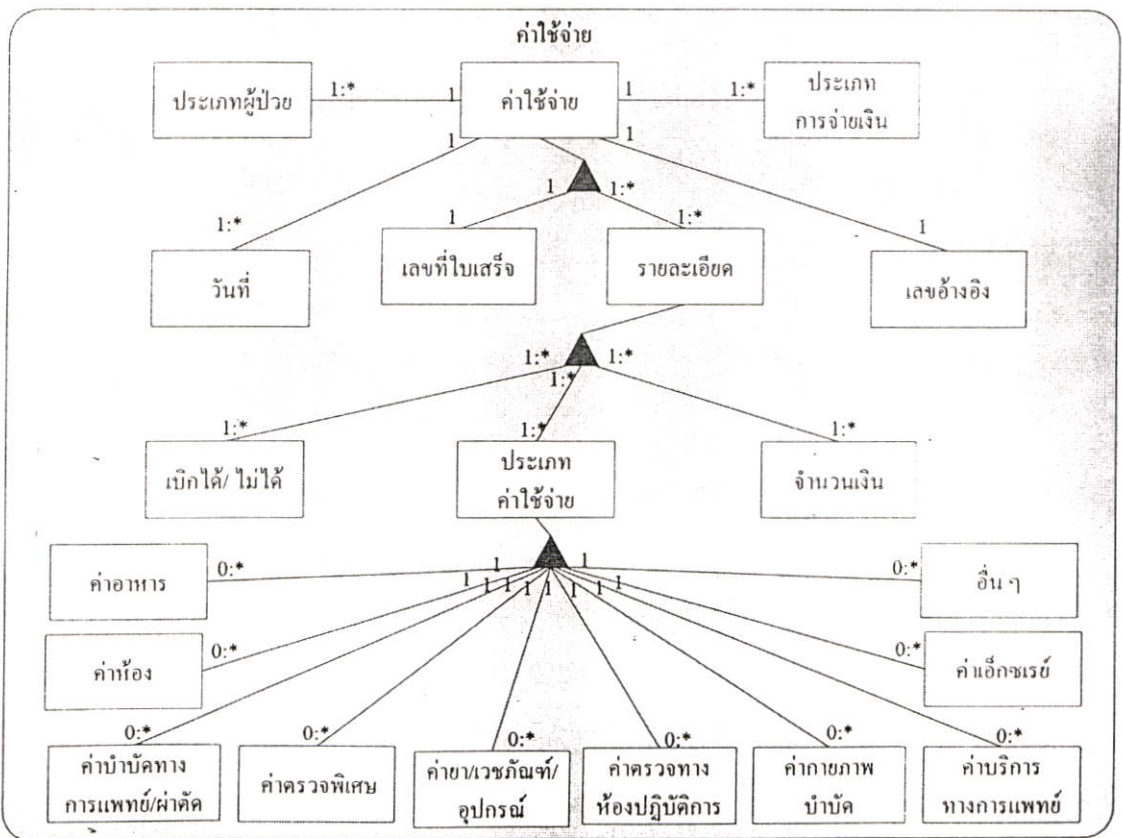 ค่าใช้จ่าย
ประเภทผู้ป่วย
1:*
1
ค่าใช้จ่าย
1
1:*
ประเภท
การจ่ายเงิน
1
1
1
1:*
1:*
1
1:*
1
วันที่
เลขที่ใบเสร็จ
รายละเอียด
เลขอ้างอิง
1:*
1:*
1:*
1:*
1:*
1:*
เบิกได้/ ไม่ได้
ประเภท
ค่าใช้จ่าย
จำนวนเงิน
ค่าอาหาร
0:*
1
1
0:*
อื่น ๆ
1
1
1
1
1
1
1
1
ค่าห้อง
0:*
0:*
ค่าเอ็กซเรย์
0:*
0:*
0:*
0:*
0:*
0:*
ค่าบำบัดทาง
การแพทย์/ผ่าตัด
ค่าตรวจพิเศษ
ค่ายา/เวชภัณฑ์/
อุปกรณ์
ค่าตรวจทาง
ห้องปฏิบัติการ
ค่ากายภาพ
บำบัด
ค่าบริการ
ทางการแพทย์